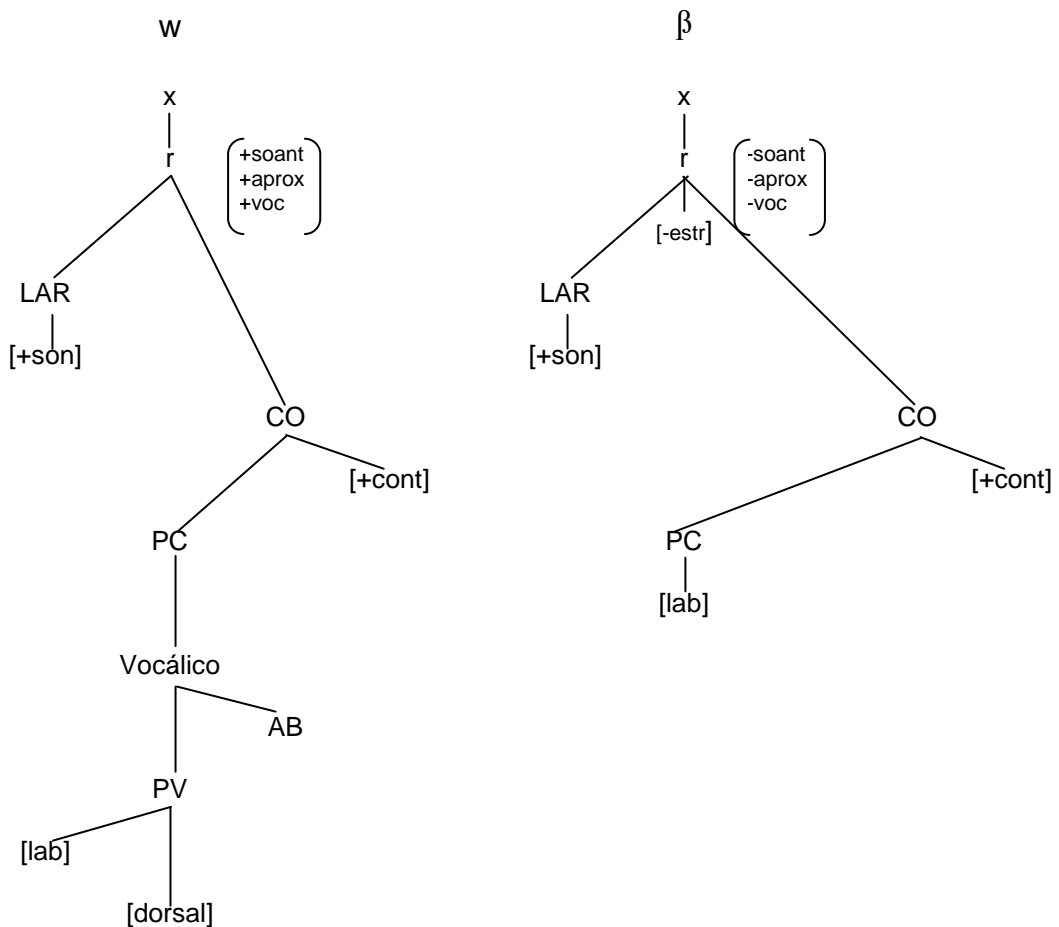 w β
x x
r +soant r -soant
+aprox -aprox
+voc -voc
[-estr]
LAR LAR
[+son] [+son]
CO CO
[+cont] [+cont]
PC PC
[lab]
Vocálico
AB
PV
[lab]
[dorsal]